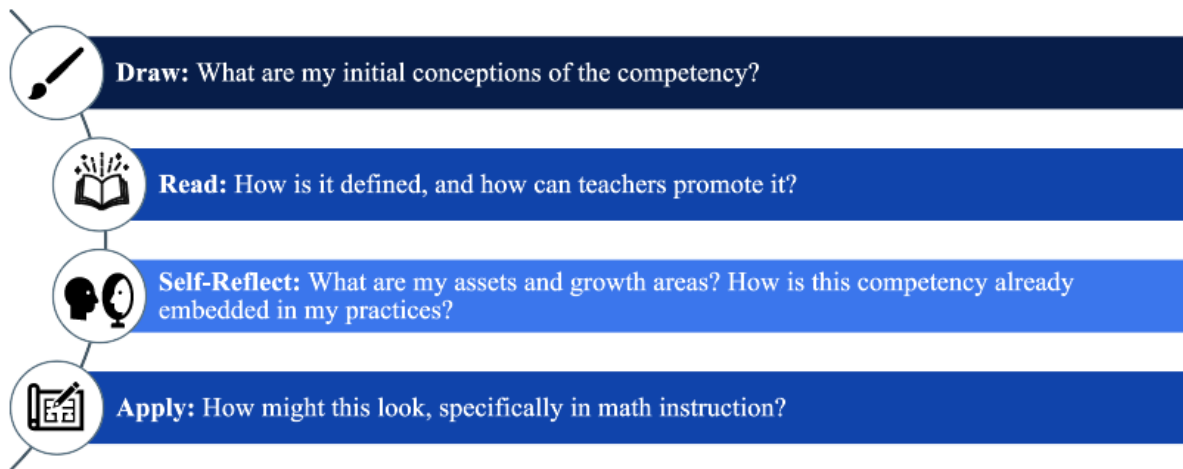 Draw: What are my initial conceptions of the competency?
Read: How is it defined, and how can teachers promote it?
Self-Reflect: What are my assets and growth areas? How is this competency already
embedded in my practices?
Apply: How might this look, specifically in math instruction?